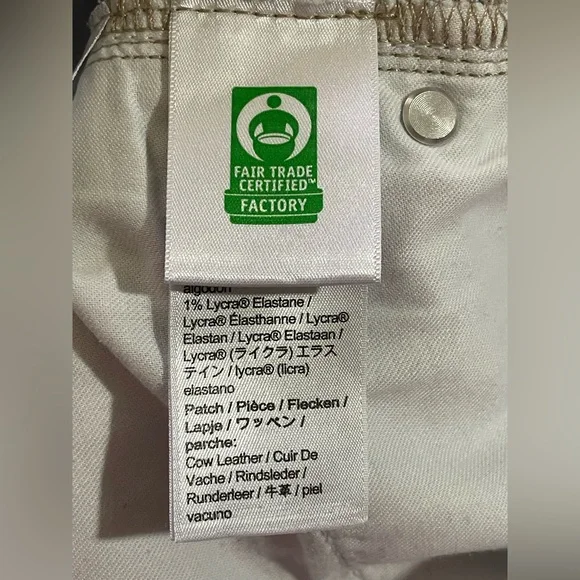 FAIR TRADE
CERTIFIED™
FACTORY
algodón
1% Lycra® Elastane /
Lycra® Élasthanne / Lycra®
Elastan / Lycra® Elastaan /
Lycra® (ライクラ) エラス
テイン / lycra® (licra)
elastano
Patch / Pièce / Flecken /
Lapje / ワッペン /
parche:
Cow Leather / Cuir De
Vache / Rindsleder /
Runderleer / 牛革 / piel
vacuno